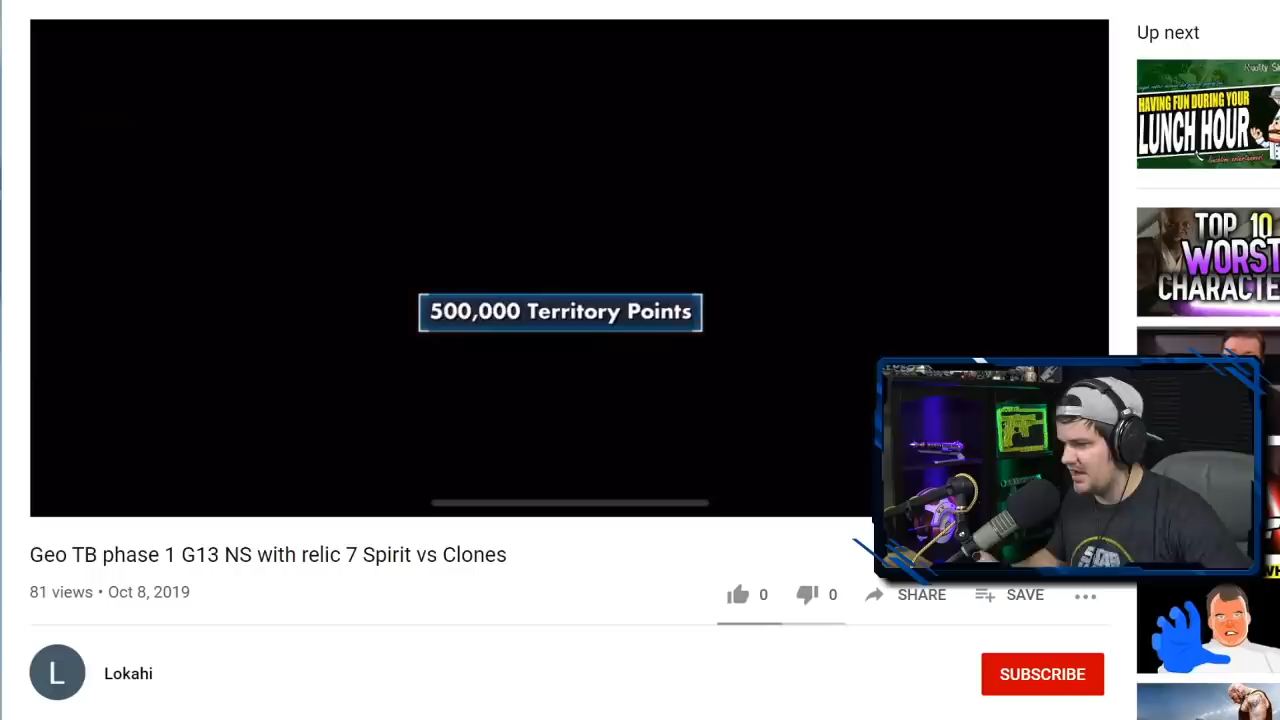 Up next
HAVING FUN DURING YOUR
LUNCH HOUR
TOP 10
WORST
500,000 Territory Points
Geo TB phase 1 G13 NS with relic 7 Spirit vs Clones
81 views • Oct 8, 2019
0
0
SHARE
SAVE
L
Lokahi
SUBSCRIBE